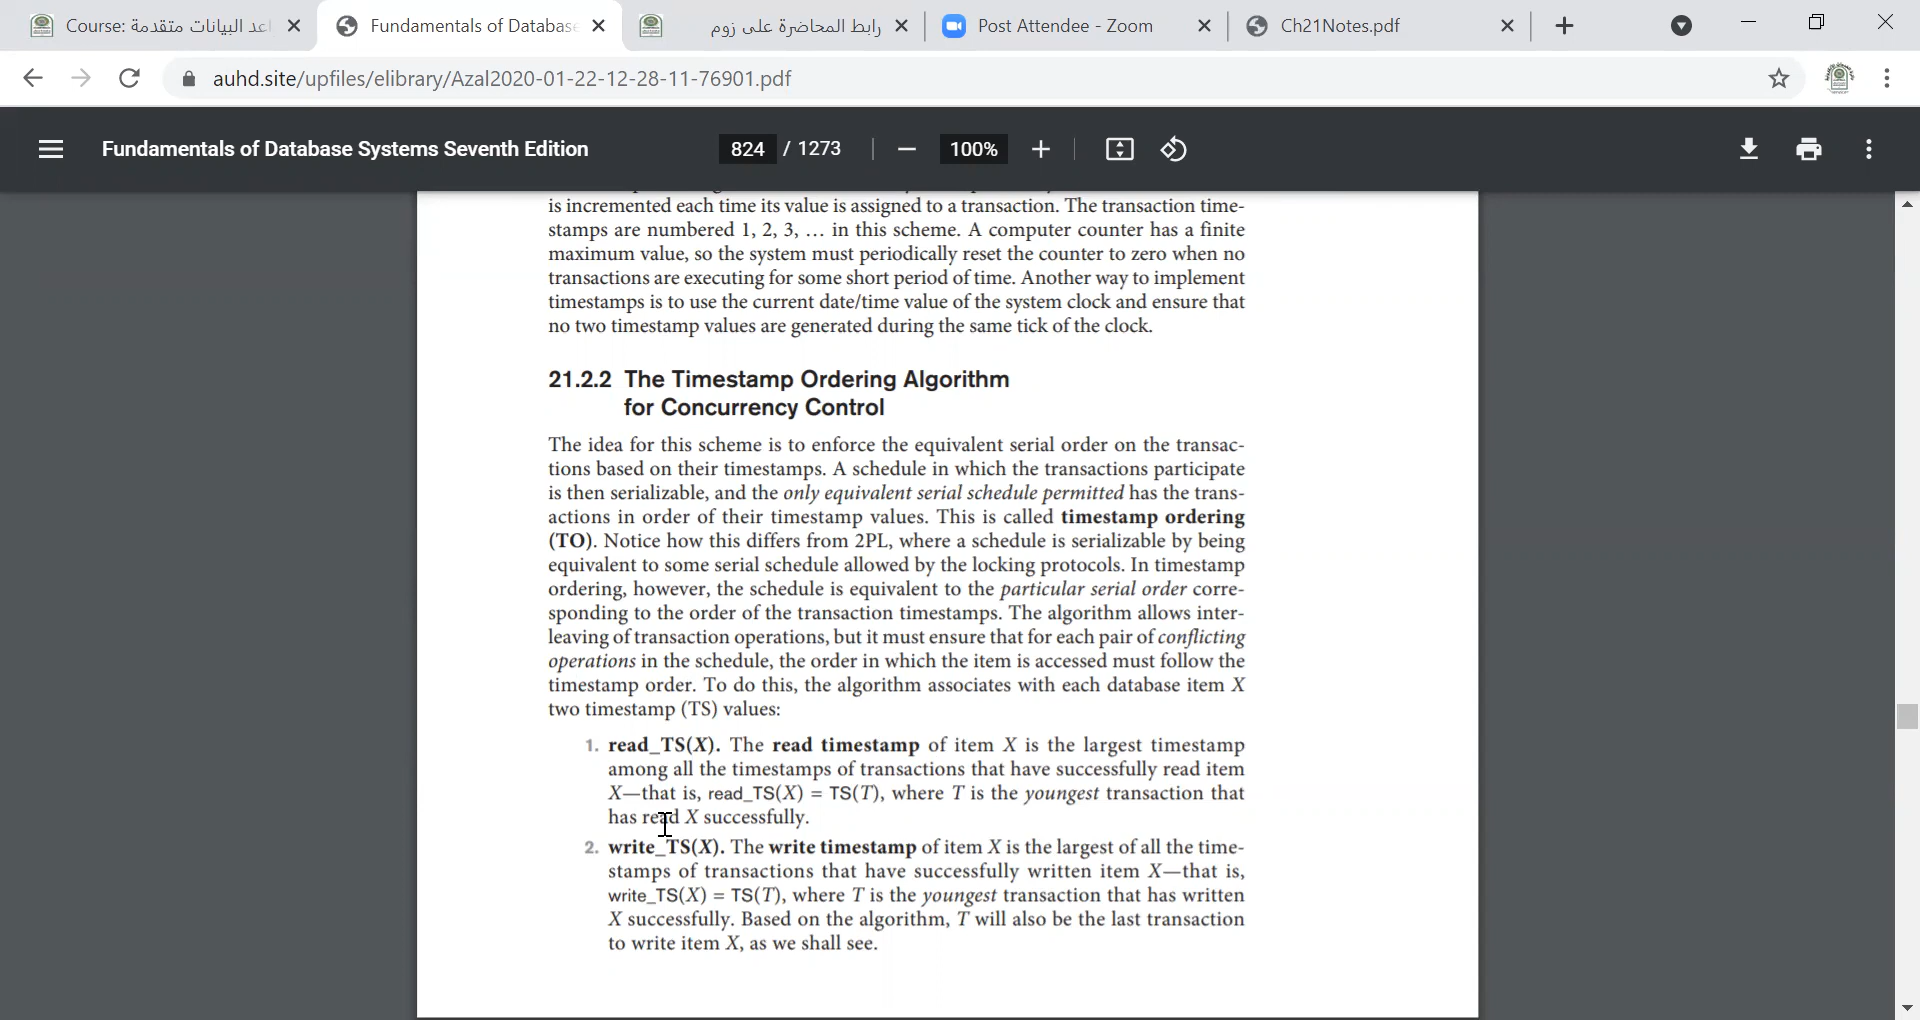 Course: قواعد البيانات متقدمة
Fundamentals of Database
رابط المحاضرة على زوم
Post Attendee - Zoom
Ch21Notes.pdf
auhd.site/upfiles/elibrary/Azal2020-01-22-12-28-11-76901.pdf
Fundamentals of Database Systems Seventh Edition
824 / 1273
100%
is incremented each time its value is assigned to a transaction. The transaction time-
stamps are numbered 1, 2, 3, … in this scheme. A computer counter has a finite
maximum value, so the system must periodically reset the counter to zero when no
transactions are executing for some short period of time. Another way to implement
timestamps is to use the current date/time value of the system clock and ensure that
no two timestamp values are generated during the same tick of the clock.
21.2.2 The Timestamp Ordering Algorithm
for Concurrency Control
The idea for this scheme is to enforce the equivalent serial order on the transac-
tions based on their timestamps. A schedule in which the transactions participate
is then serializable, and the only equivalent serial schedule permitted has the trans-
actions in order of their timestamp values. This is called timestamp ordering
(TO). Notice how this differs from 2PL, where a schedule is serializable by being
equivalent to some serial schedule allowed by the locking protocols. In timestamp
ordering, however, the schedule is equivalent to the particular serial order corre-
sponding to the order of the transaction timestamps. The algorithm allows inter-
leaving of transaction operations, but it must ensure that for each pair of conflicting
operations in the schedule, the order in which the item is accessed must follow the
timestamp order. To do this, the algorithm associates with each database item X
two timestamp (TS) values:
1. read_TS(X). The read timestamp of item X is the largest timestamp
among all the timestamps of transactions that have successfully read item
X—that is, read_TS(X) = TS(T), where T is the youngest transaction that
has read X successfully.
2. write_TS(X). The write timestamp of item X is the largest of all the time-
stamps of transactions that have successfully written item X—that is,
write_TS(X) = TS(T), where T is the youngest transaction that has written
X successfully. Based on the algorithm, T will also be the last transaction
to write item X, as we shall see.